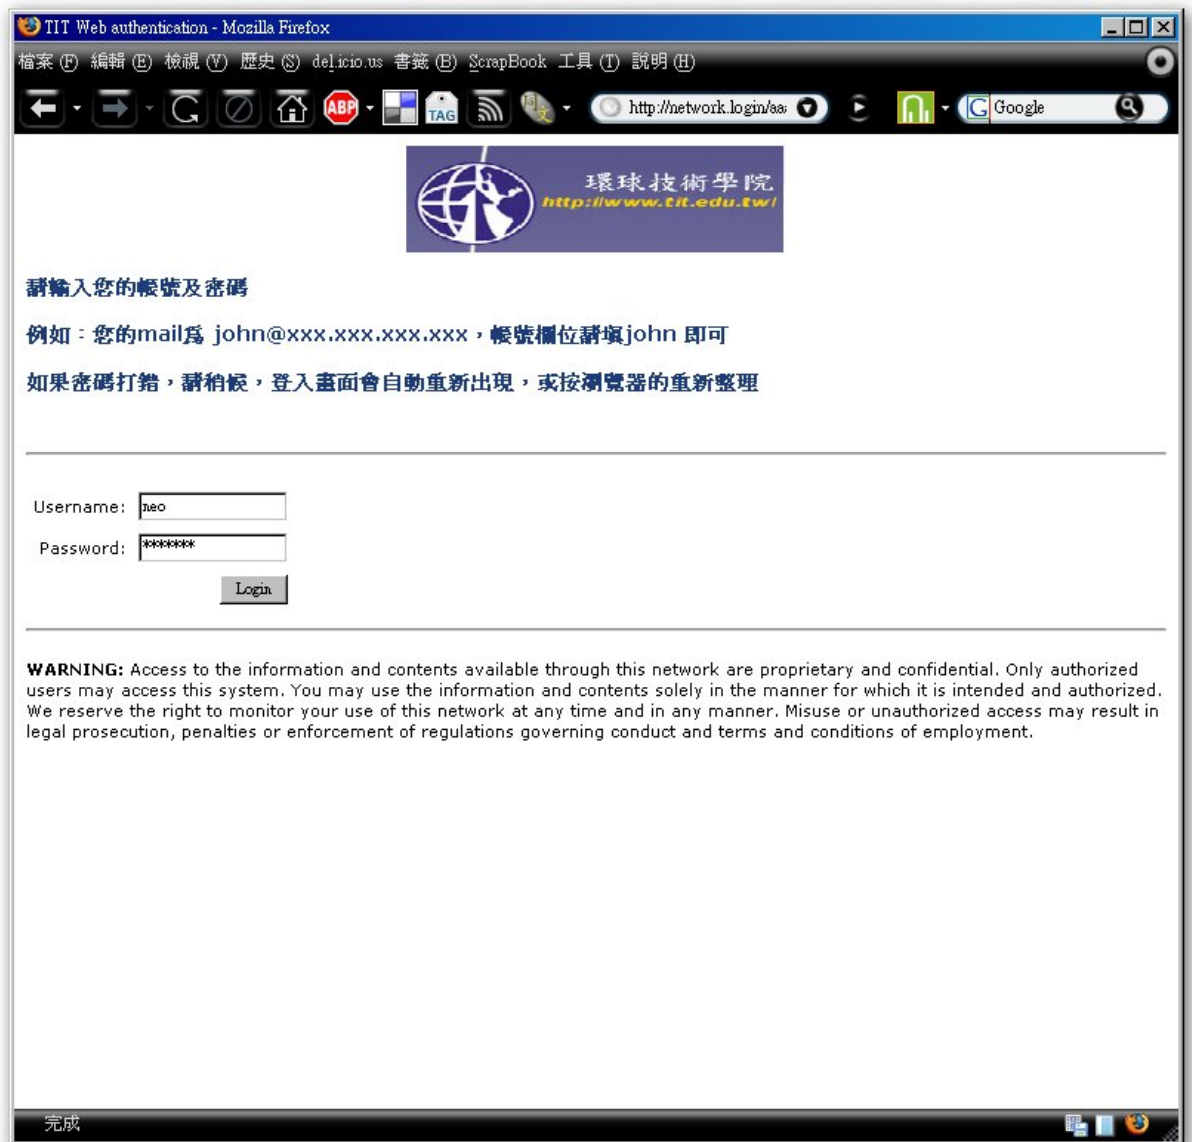 TIT Web authentication - Mozilla Firefox
檔案 (F) 編輯 (E) 檢視 (V) 歷史 (S) del.icio.us 書籤 (B) ScrapBook 工具 (T) 說明 (H)
ABP TAG http://network.login/aa G Google
環球技術學院
http://www.tit.edu.tw/
請輸入您的帳號及密碼
例如：您的mail為 john@xxx.xxx.xxx.xxx，帳號欄位請填john 即可
如果密碼打錯，請稍候，登入畫面會自動重新出現，或按瀏覽器的重新整理
Username: neo
Password: *******
Login
WARNING: Access to the information and contents available through this network are proprietary and confidential. Only authorized
users may access this system. You may use the information and contents solely in the manner for which it is intended and authorized.
We reserve the right to monitor your use of this network at any time and in any manner. Misuse or unauthorized access may result in
legal prosecution, penalties or enforcement of regulations governing conduct and terms and conditions of employment.
完成